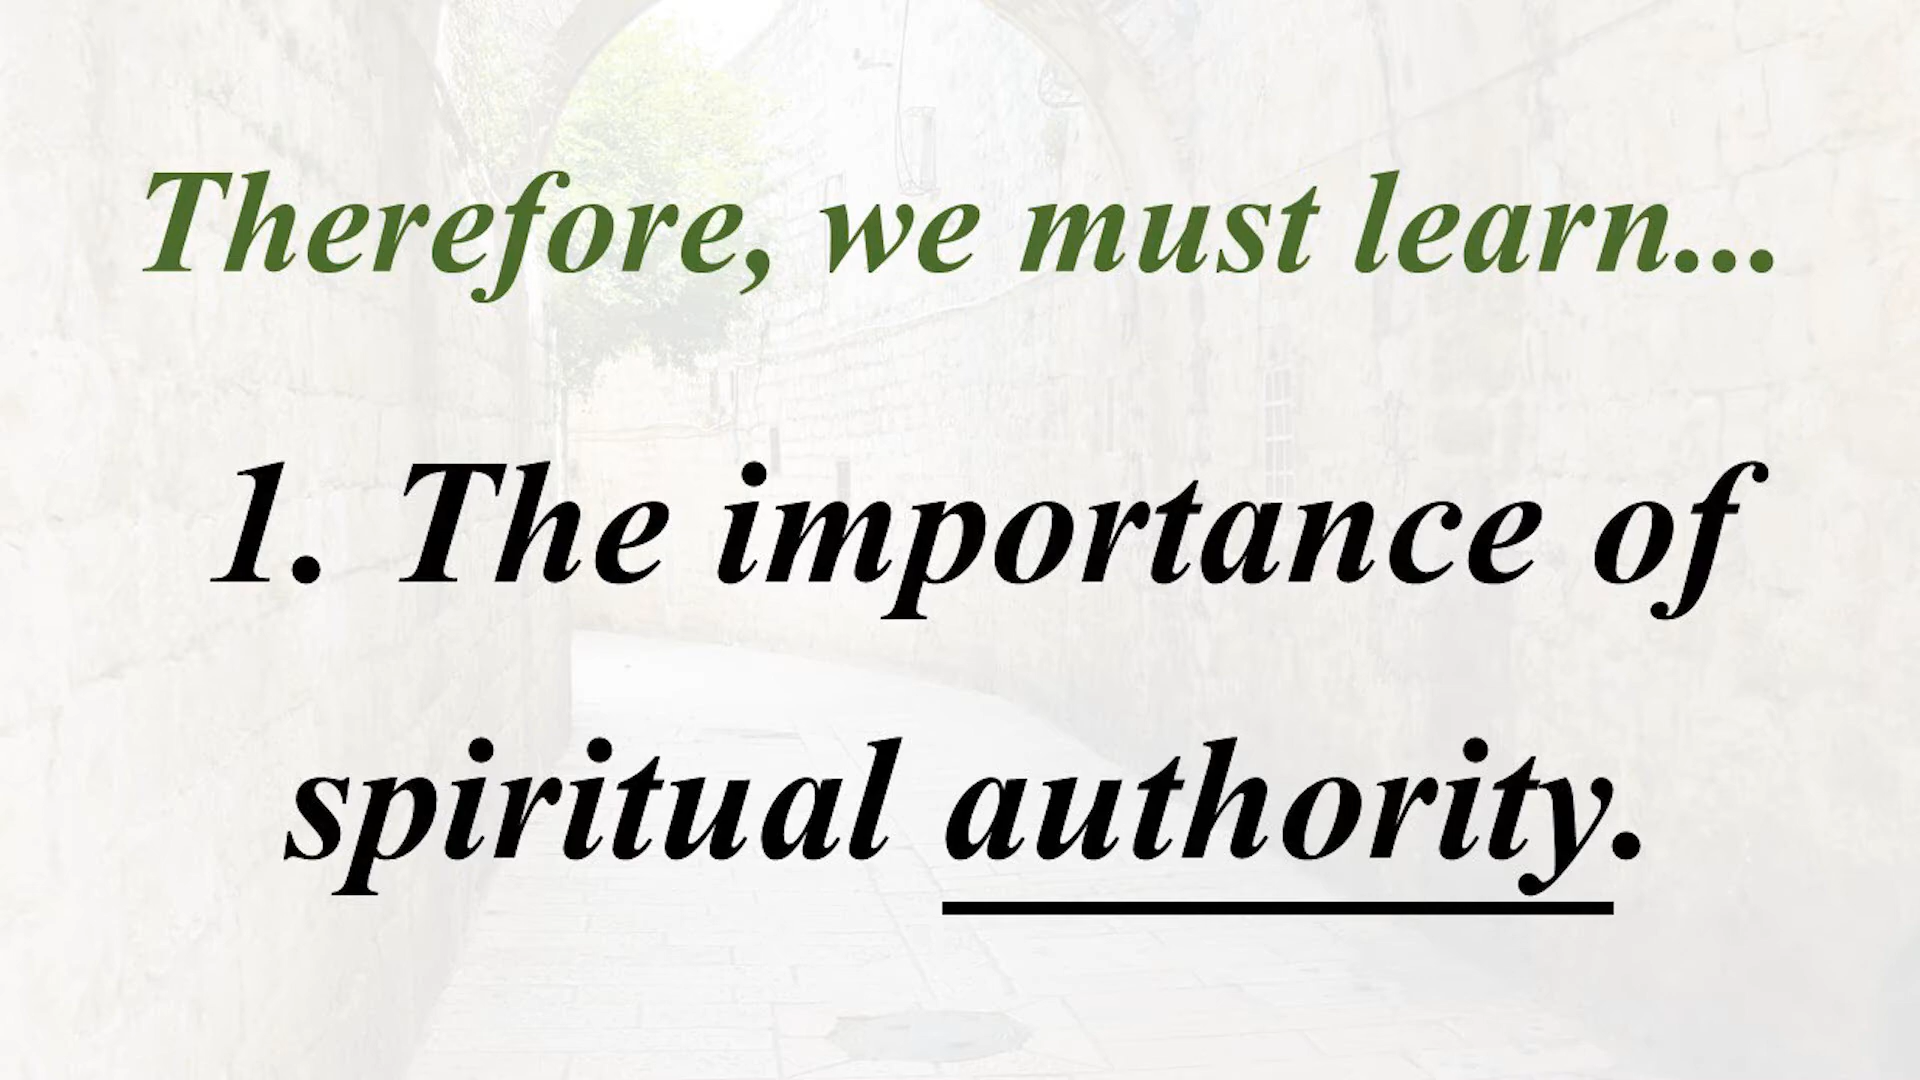 Therefore, we must learn...
1. The importance of
spiritual authority.